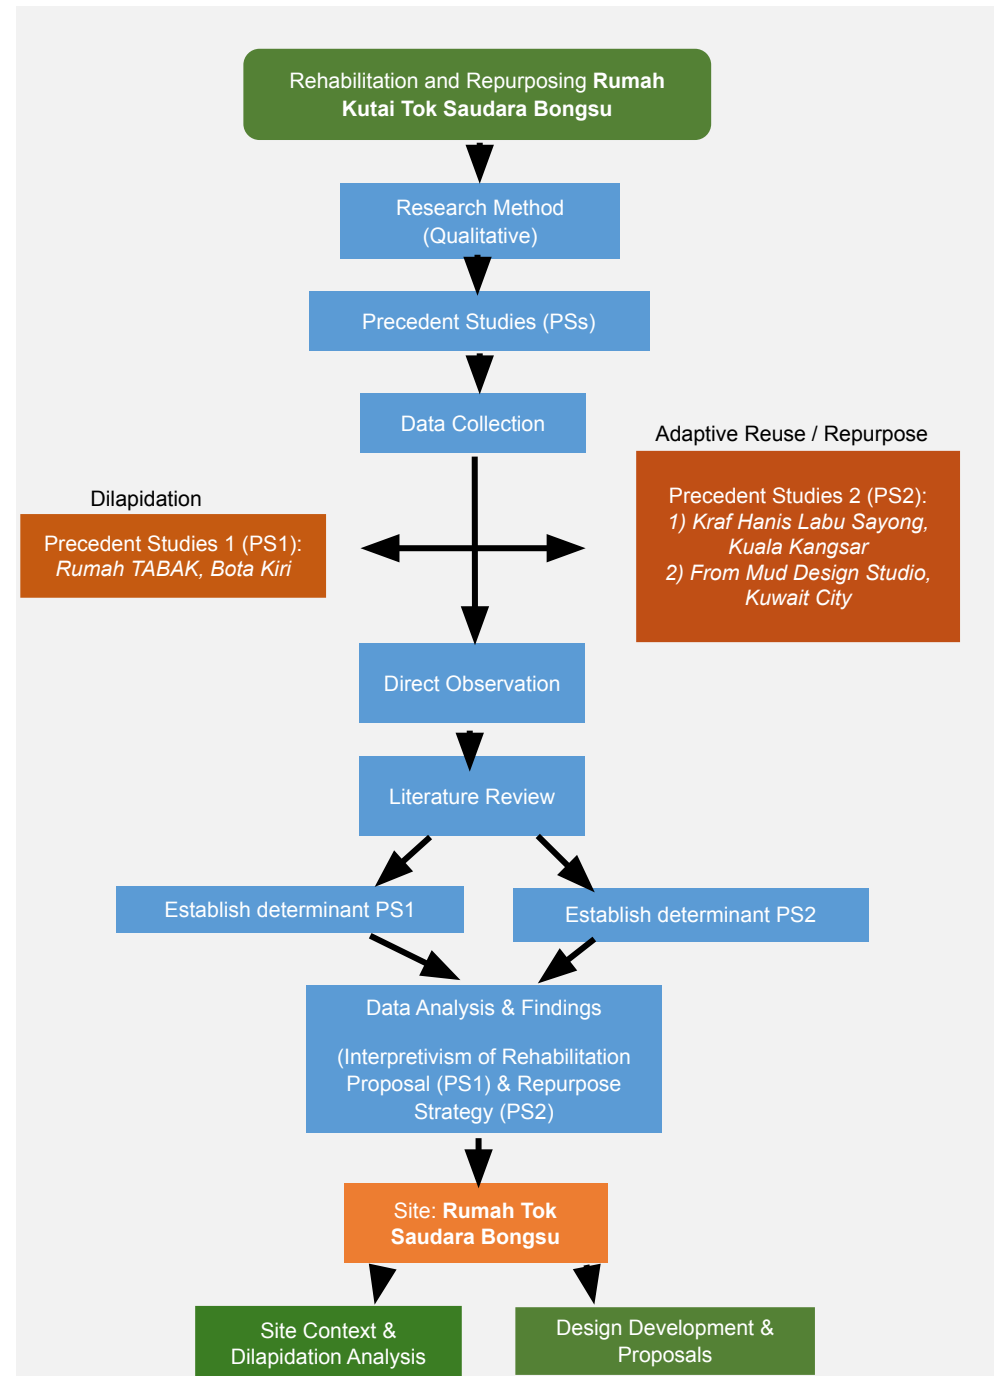 Rehabilitation and Repurposing Rumah
Kutai Tok Saudara Bongsu
Research Method
(Qualitative)
Precedent Studies (PSs)
Data Collection
Adaptive Reuse / Repurpose
Precedent Studies 2 (PS2):
1) Kraf Hanis Labu Sayong,
Kuala Kangsar
2) From Mud Design Studio,
Kuwait City
Dilapidation
Precedent Studies 1 (PS1):
Rumah TABAK, Bota Kiri
Direct Observation
Literature Review
Establish determinant PS1
Establish determinant PS2
Data Analysis & Findings
(Interpretivism of Rehabilitation
Proposal (PS1) & Repurpose
Strategy (PS2)
Site: Rumah Tok
Saudara Bongsu
Site Context &
Dilapidation Analysis
Design Development &
Proposals